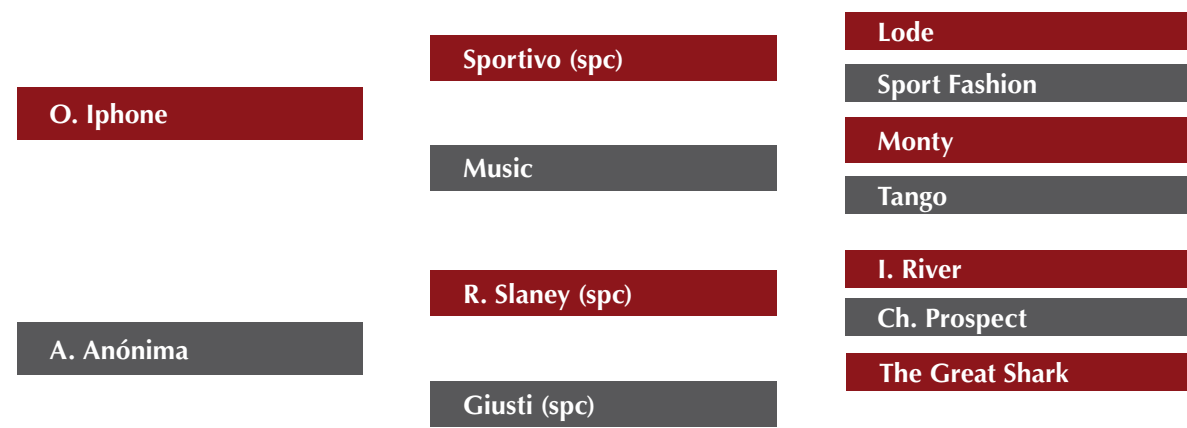 O. Iphone
A. Anónima
Sportivo (spc)
Music
R. Slaney (spc)
Giusti (spc)
Lode
Sport Fashion
Monty
Tango
I. River
Ch. Prospect
The Great Shark